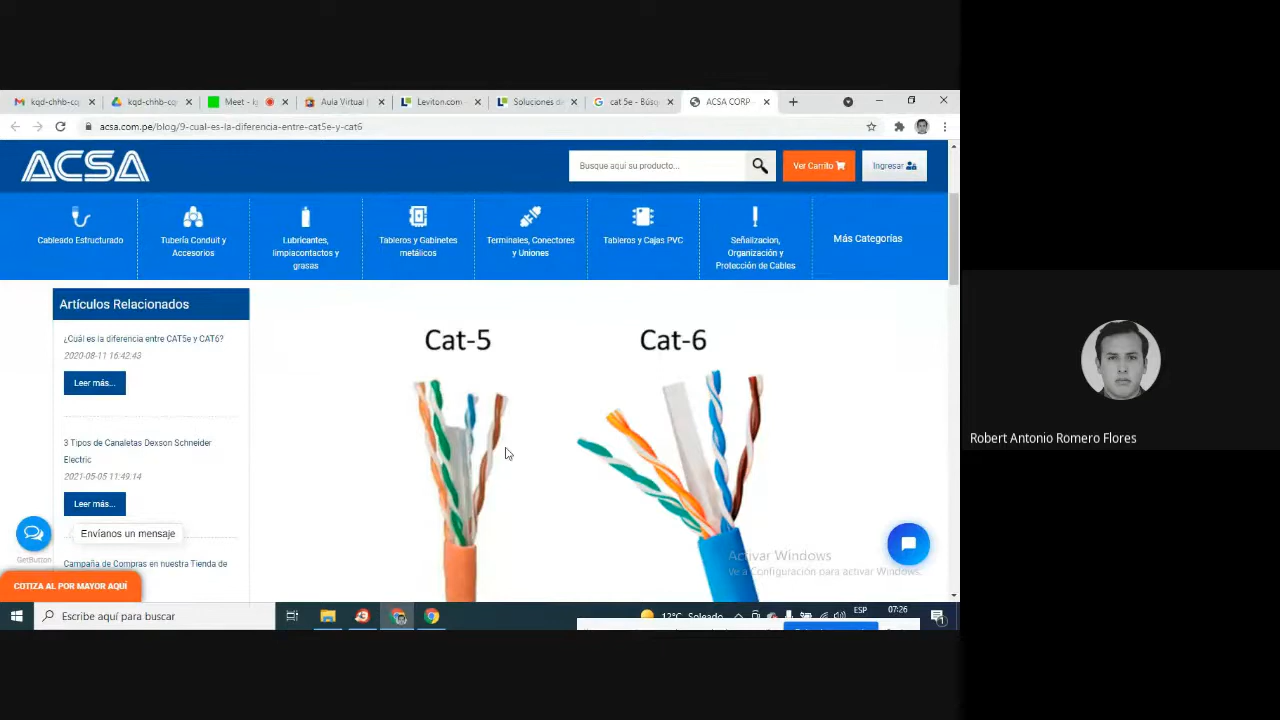 kqd-chhb-cq
kqd-chhb-cq
Meet - i
Aula Virtual
Leviton.com
Soluciones di
cat 5e - Búsq
ACSA CORP
acsa.com.pe/blog/9-cual-es-la-diferencia-entre-cat5e-y-cat6
ACSA
Busque aquí su producto...
Ver Carrito
Ingresar
Cableado Estructurado
Tubería Conduit y
Accesorios
Lubricantes,
limpiacontactos y
grasas
Tableros y Gabinetes
metálicos
Terminales, Conectores
y Uniones
Tableros y Cajas PVC
Señalizacion,
Organización y
Protección de Cables
Más Categorías
Artículos Relacionados
¿Cuál es la diferencia entre CAT5e y CAT6?
2020-08-11 16:42:43
Leer más...
3 Tipos de Canaletas Dexson Schneider
Electric
2021-05-05 11:49:14
Leer más...
Campaña de Compras en nuestra Tienda de
Cat-5
Cat-6
Envíanos un mensaje
GetButton
COTIZA AL POR MAYOR AQUÍ
Activar Windows
Ve a Configuración para activar Windows.
Escribe aquí para buscar
12°C Soleado
ESP
07:26
1
Robert Antonio Romero Flores